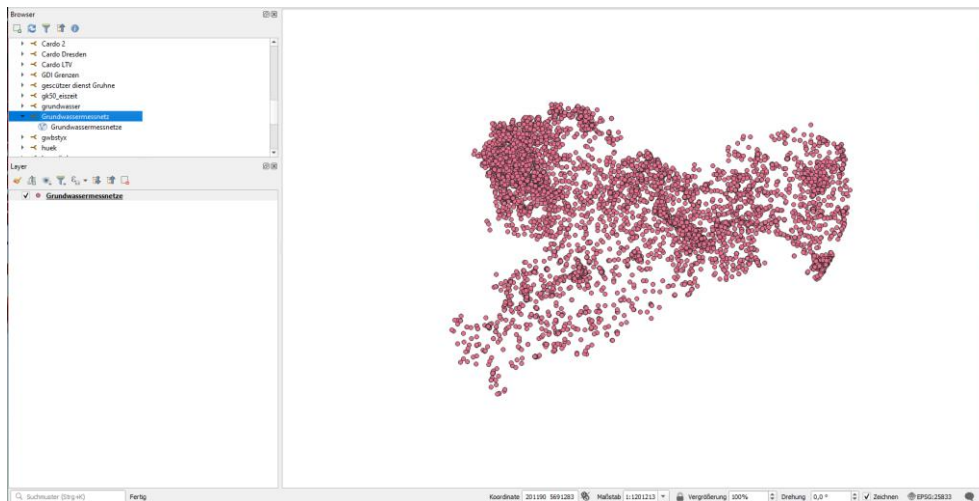 Browser
Cardo 2
Cardo Dresden
Cardo LTV
GDI Grenzen
gescützer dienst Gruhne
gk50_eiszeit
grundwasser
Grundwassermessnetz
Grundwassermessnetze
gwbstyx
huek
Layer
Grundwassermessnetze
Suchmuster (Strg+K) Fertig Koordinate 201190 5691283 Maßstab 1:1201213 Vergrößerung 100% Drehung 0,0 ° Zeichnen EPSG:25833